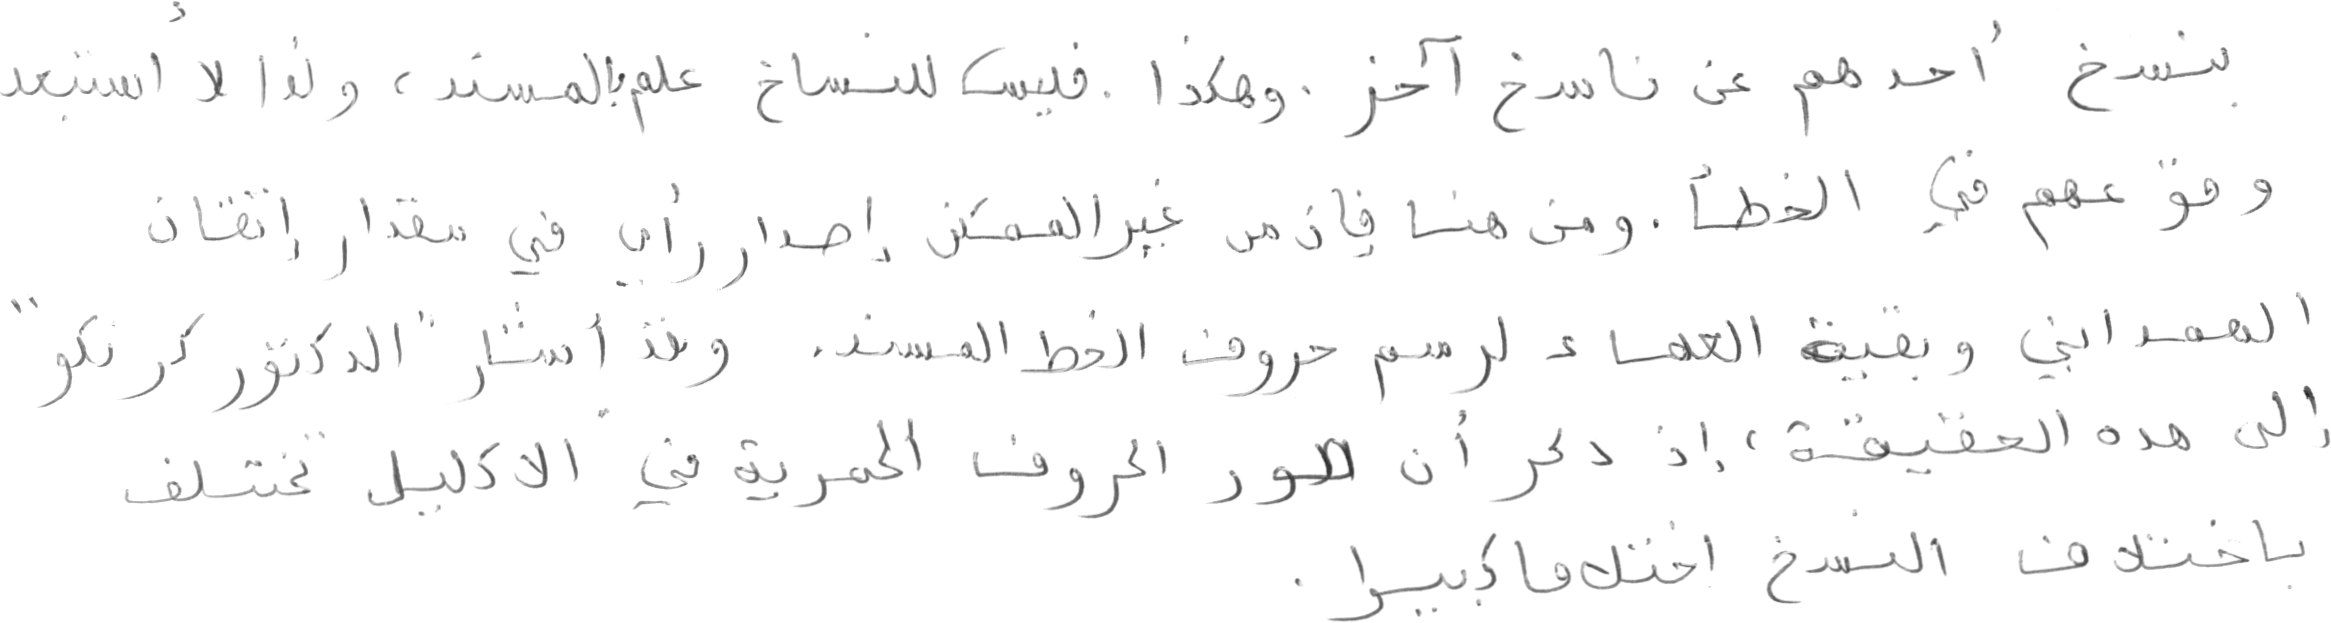 بنسخ أحدهم عن ناسخ آخر . وهكذا . فليس للنساخ علم بالمسند، ولذا لا أستبعد
وقوعهم في الخطأ . ومن هنا فإن من غير الممكن إصدار رأي في مقدار إتقان
الهمداني وبقية العلماء لرسم حروف الخط المسند. وقد أشار "الدكتور كرنكو"
إلى هذه الحقيقة، إذ ذكر أن صور الحروف الحميرية في "الاكليل" تختلف
باختلاف النسخ اختلافا كبيرا .